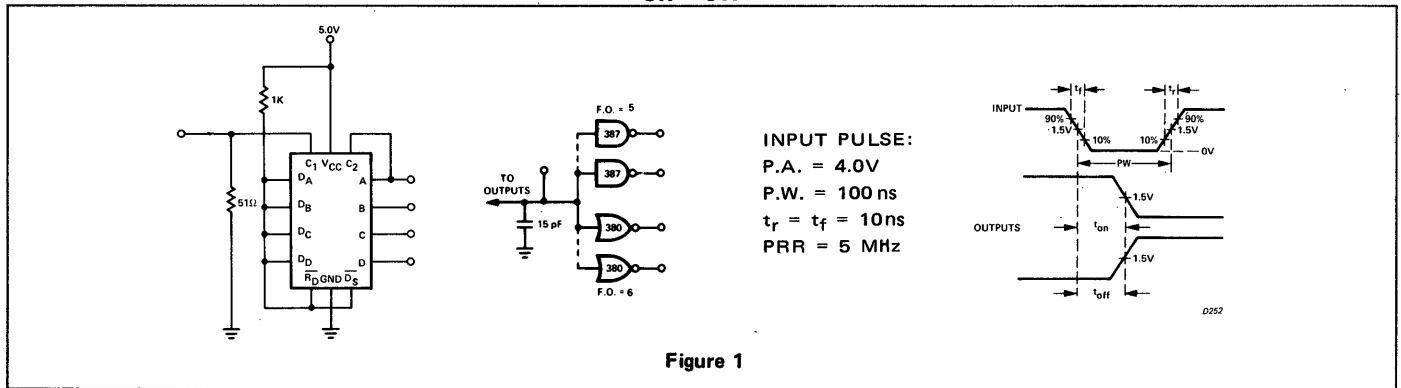 5.0V
1K
51Ω
C1 VCC C2
DA
DB
DC
DD
A
B
C
D
R̅D̅ GND D̅S̅
TO
OUTPUTS
15 pF
F.O. = 5
387
387
380
380
F.O. = 6
INPUT PULSE:
P.A. = 4.0V
P.W. = 100 ns
tr = tf = 10ns
PRR = 5 MHz
INPUT
tf
tr
90%
1.5V
10%
90%
1.5V
10%
0V
PW
OUTPUTS
1.5V
ton
1.5V
toff
D252
Figure 1